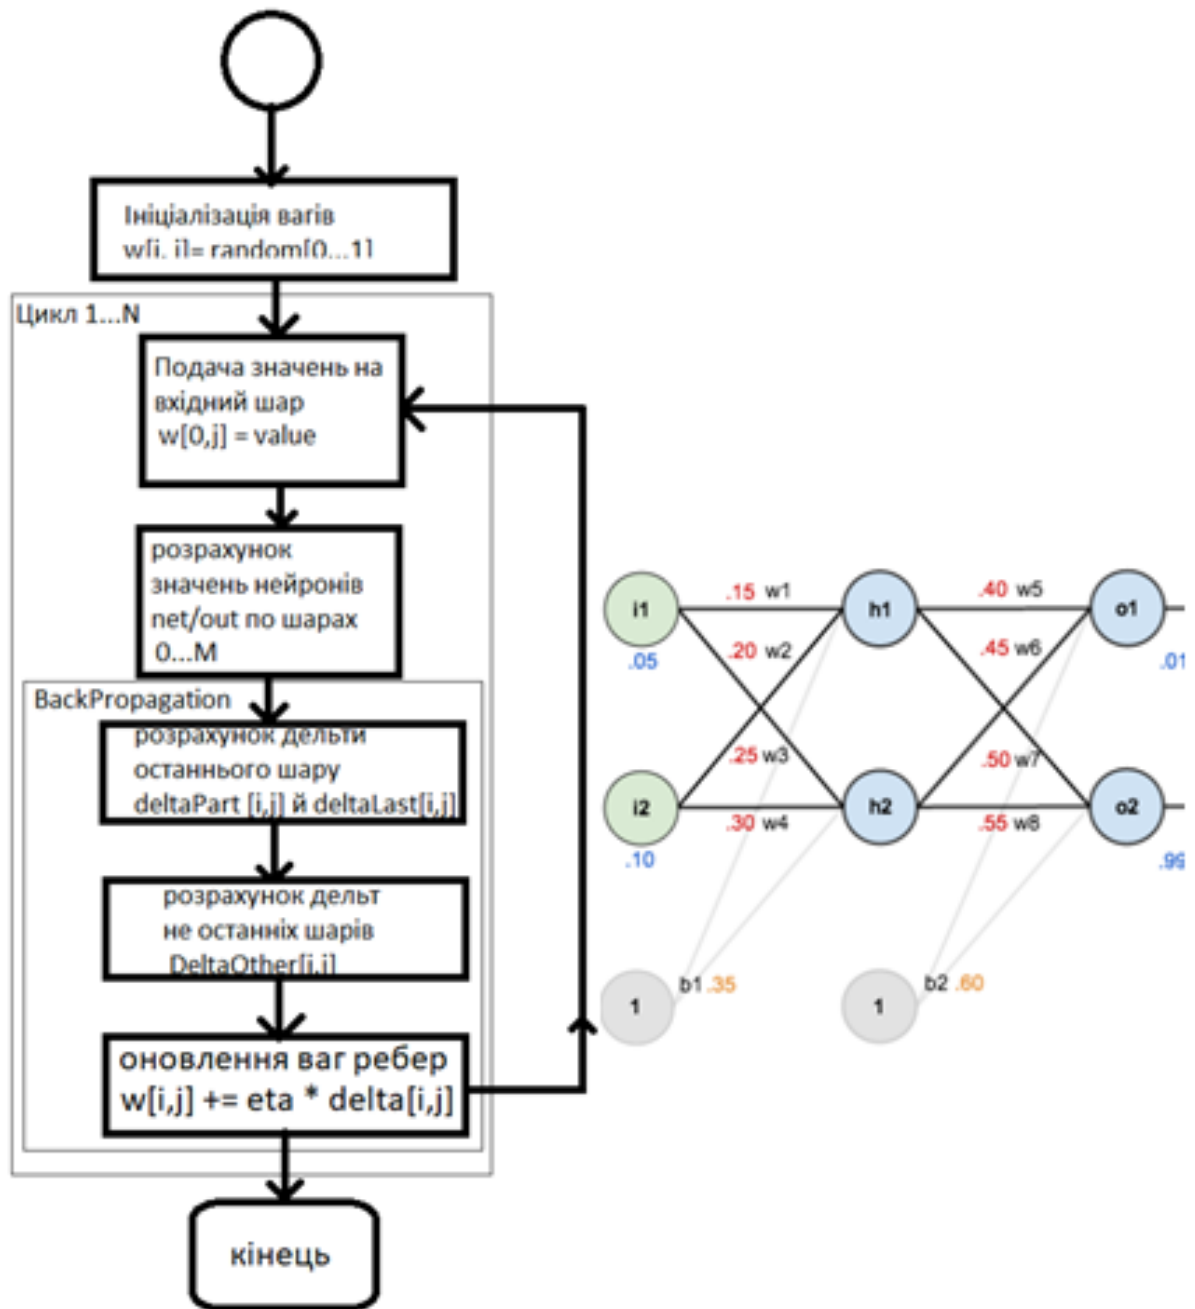 Ініціалізація вагів
w[i, j]= random[0...1]
Цикл 1...N
Подача значень на
вхідний шар
w[0,j] = value
розрахунок
значень нейронів
net/out по шарах
0...M
BackPropagation
розрахунок дельти
останнього шару
deltaPart [i,j] й deltaLast[i,j]
розрахунок дельт
не останніх шарів
DeltaOther[i,j]
оновлення ваг ребер
w[i,j] += eta * delta[i,j]
кінець
i1
.15 w1
h1
.40 w5
o1
.05
.20 w2
.45 w6
.01
.25 w3
.50 w7
i2
.30 w4
h2
.55 w8
o2
.10
.99
1
b1 .35
1
b2 .60